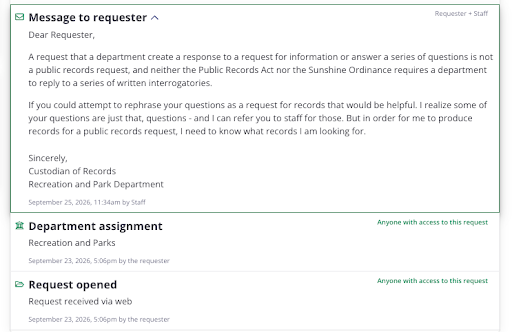 Message to requester
Requester + Staff
Dear Requester,
A request that a department create a response to a request for information or answer a series of questions is not
a public records request, and neither the Public Records Act nor the Sunshine Ordinance requires a department
to reply to a series of written interrogatories.
If you could attempt to rephrase your questions as a request for records that would be helpful. I realize some of
your questions are just that, questions - and I can refer you to staff for those. But in order for me to produce
records for a public records request, I need to know what records I am looking for.
Sincerely,
Custodian of Records
Recreation and Park Department
September 25, 2026, 11:34am by Staff
Department assignment
Anyone with access to this request
Recreation and Parks
September 23, 2026, 5:06pm by the requester
Request opened
Anyone with access to this request
Request received via web
September 23, 2026, 5:06pm by the requester